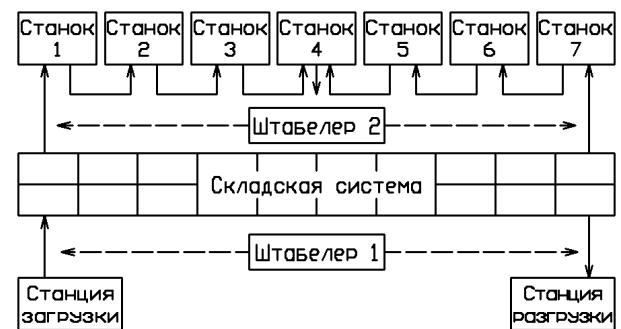 Станок 1
Станок 2
Станок 3
Станок 4
Станок 5
Станок 6
Станок 7
Штабелер 2
Складская система
Штабелер 1
Станция
загрузки
Станция
разгрузки